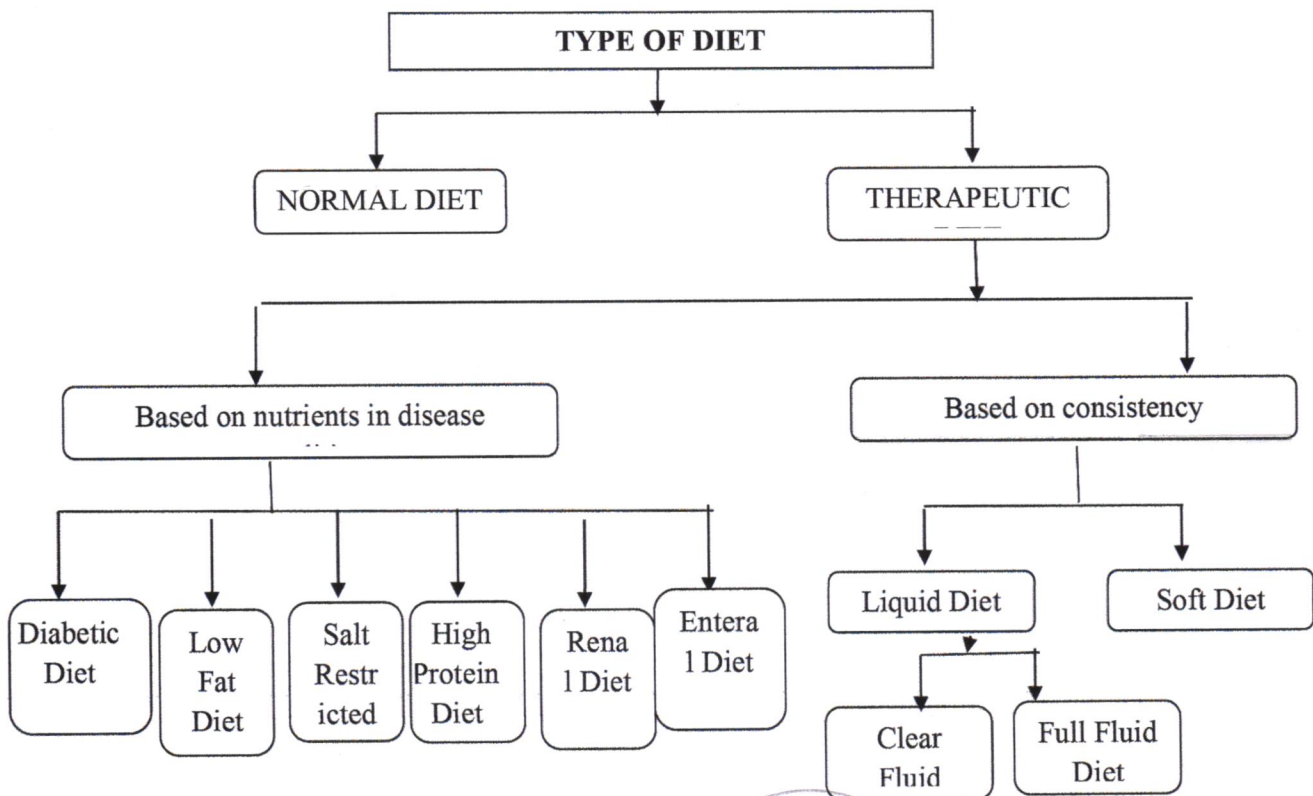 TYPE OF DIET
NORMAL DIET
THERAPEUTIC
Based on nutrients in disease
Based on consistency
Diabetic
Diet
Low
Fat
Diet
Salt
Restr
icted
High
Protein
Diet
Rena
l Diet
Entera
l Diet
Liquid Diet
Soft Diet
Clear
Fluid
Full Fluid
Diet